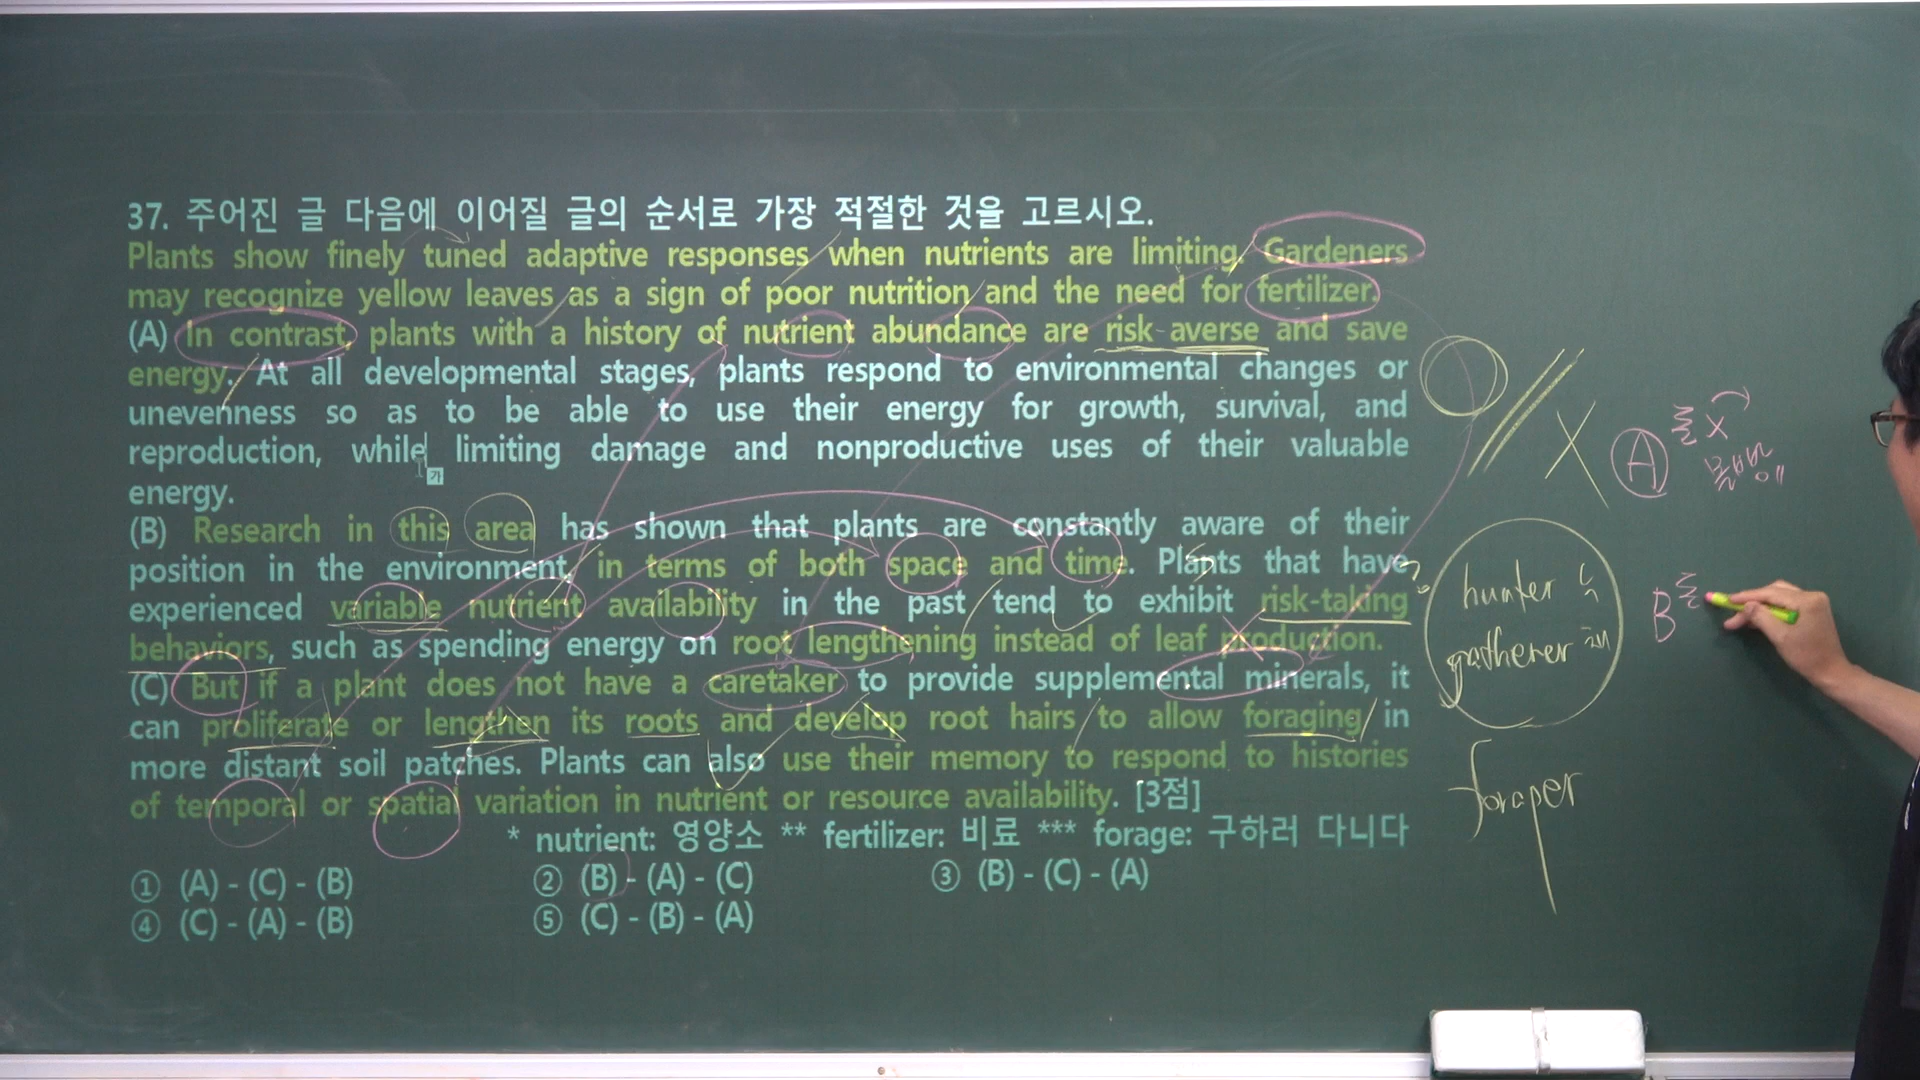 37. 주어진 글 다음에 이어질 글의 순서로 가장 적절한 것을 고르시오.
Plants show finely tuned adaptive responses when nutrients are limiting. Gardeners
may recognize yellow leaves as a sign of poor nutrition and the need for fertilizer.
(A) In contrast, plants with a history of nutrient abundance are risk averse and save
energy. At all developmental stages, plants respond to environmental changes or
unevenness so as to be able to use their energy for growth, survival, and
reproduction, while limiting damage and nonproductive uses of their valuable
energy.
(B) Research in this area has shown that plants are constantly aware of their
position in the environment, in terms of both space and time. Plants that have
experienced variable nutrient availability in the past tend to exhibit risk-taking
behaviors, such as spending energy on root lengthening instead of leaf production.
(C) But if a plant does not have a caretaker to provide supplemental minerals, it
can proliferate or lengthen its roots and develop root hairs to allow foraging in
more distant soil patches. Plants can also use their memory to respond to histories
of temporal or spatial variation in nutrient or resource availability. [3점]
* nutrient: 영양소 ** fertilizer: 비료 *** forage: 구하러 다니다
① (A) - (C) - (B) ② (B) - (A) - (C) ③ (B) - (C) - (A)
④ (C) - (A) - (B) ⑤ (C) - (B) - (A)
X
A
X
hunter
gatherer
B
forager